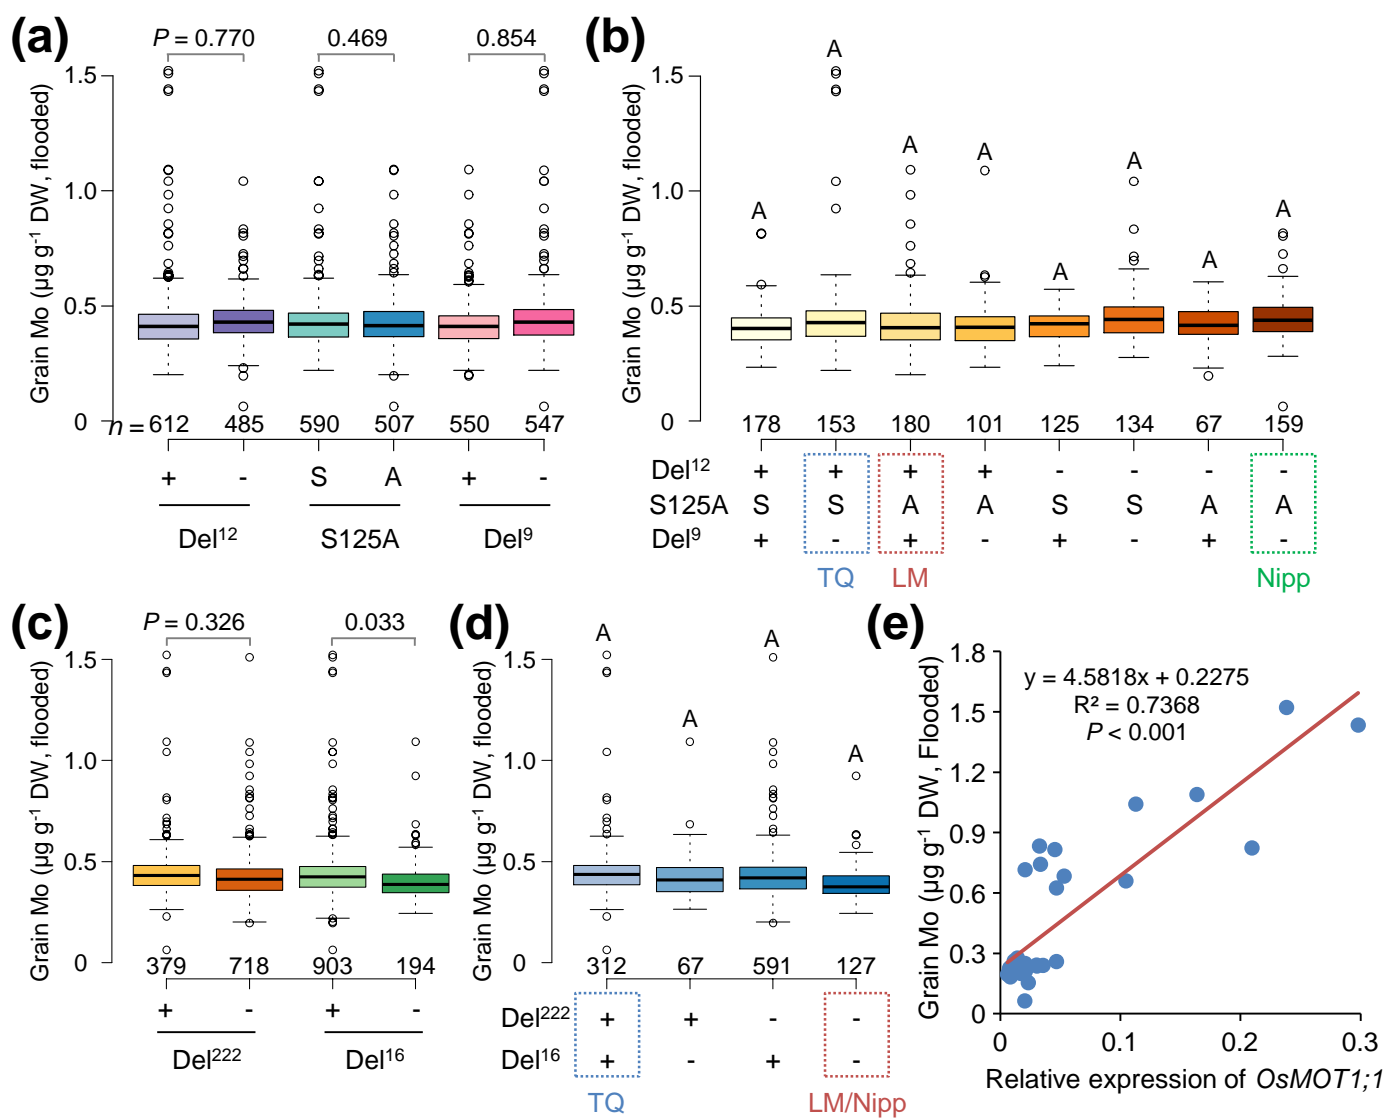 (a)
P = 0.770
0.469
0.854
Grain Mo (µg g⁻¹ DW, flooded)
1.5
1.0
0.5
0
n = 612 485 590 507 550 547
+ - S A + -
Del¹² S125A Del⁹
(b)
Grain Mo (µg g⁻¹ DW, flooded)
1.5
1.0
0.5
0
A A A A A A A A
178 153 180 101 125 134 67 159
Del¹² + + + + - - - -
S125A S S A A S S A A
Del⁹ + - + - + - + -
TQ LM Nipp
(c)
P = 0.326
0.033
Grain Mo (µg g⁻¹ DW, flooded)
1.5
1.0
0.5
0
379 718 903 194
+ - + -
Del²²² Del¹⁶
(d)
Grain Mo (µg g⁻¹ DW, flooded)
1.5
1.0
0.5
0
A A A A
312 67 591 127
Del²²² + + - -
Del¹⁶ + - + -
TQ LM/Nipp
(e)
Grain Mo (µg g⁻¹ DW, Flooded)
1.8
1.5
1.2
0.9
0.6
0.3
0
y = 4.5818x + 0.2275
R² = 0.7368
P < 0.001
0 0.1 0.2 0.3
Relative expression of OsMOT1;1